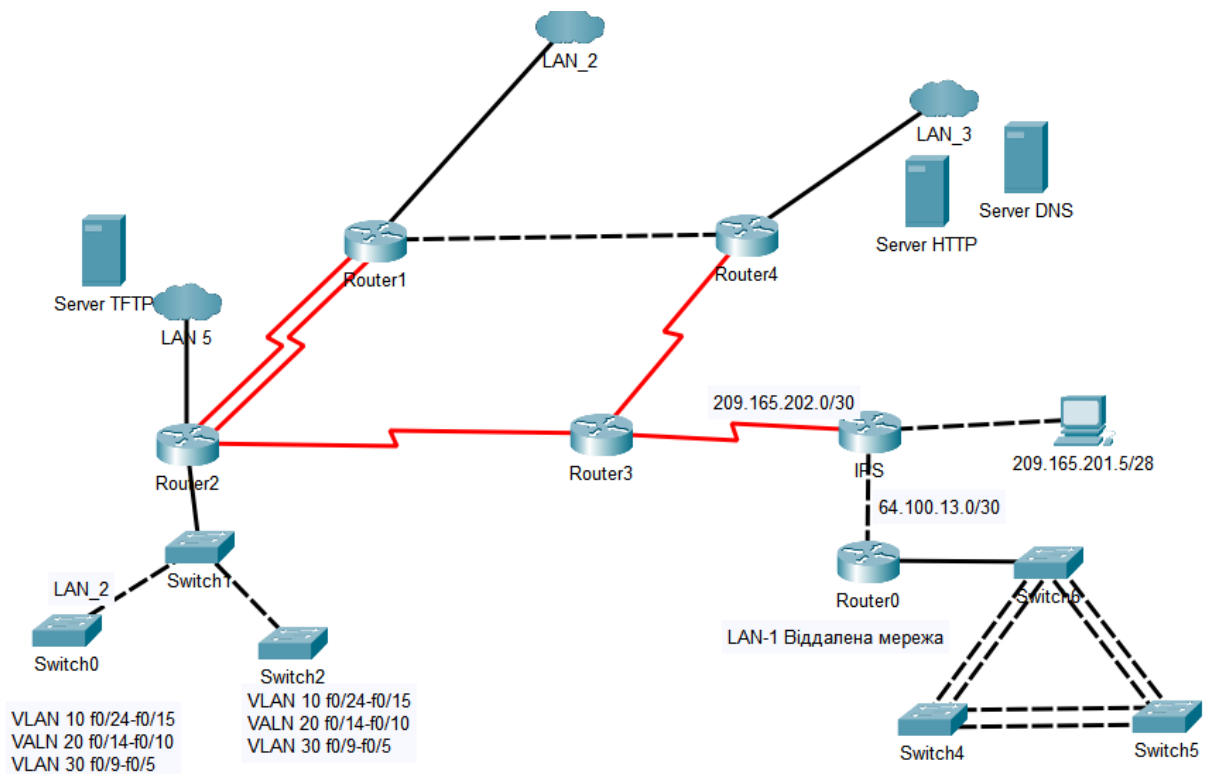 LAN_2
LAN_3
Server DNS
Server HTTP
Router1
Router4
Server TFTP
LAN 5
209.165.202.0/30
Router2
Router3
IPS
209.165.201.5/28
64.100.13.0/30
Switch1
LAN_2
Router0
Switch6
LAN-1 Віддалена мережа
Switch0
Switch2
VLAN 10 f0/24-f0/15
VALN 20 f0/14-f0/10
VLAN 30 f0/9-f0/5
VLAN 10 f0/24-f0/15
VALN 20 f0/14-f0/10
VLAN 30 f0/9-f0/5
Switch4
Switch5